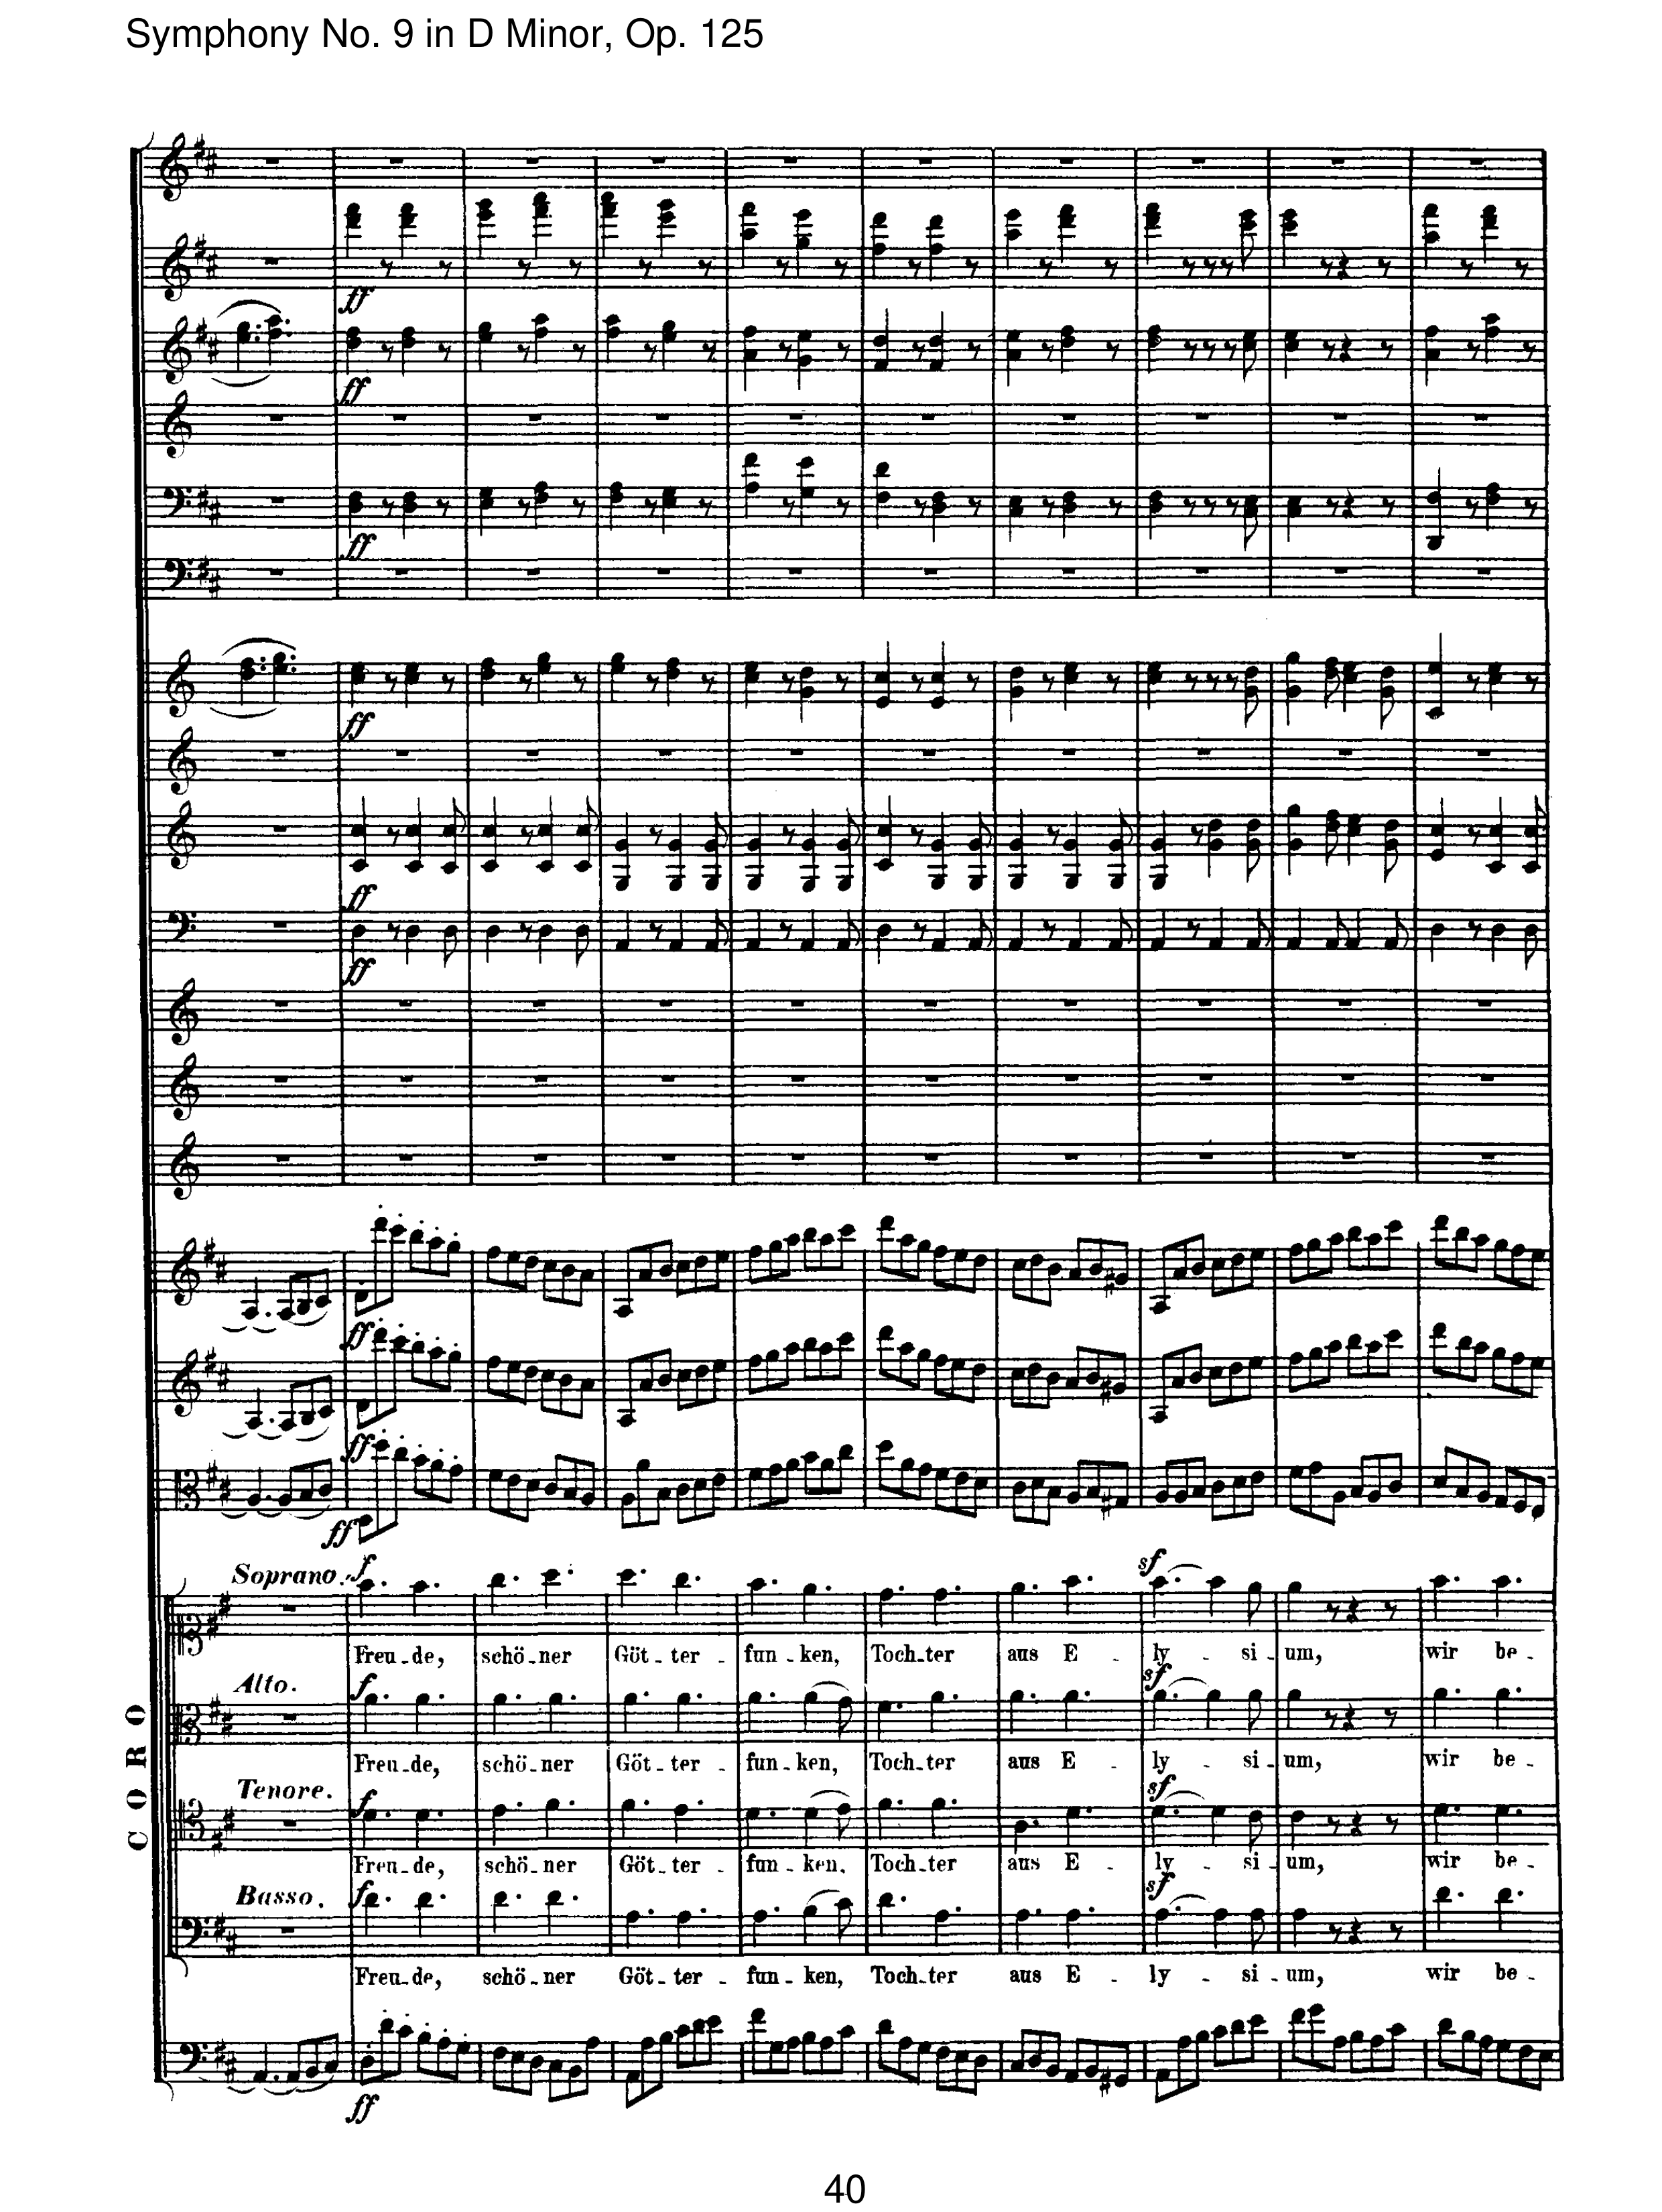 Symphony No. 9 in D Minor, Op. 125
ff
ff
ff
ff
ff
ff
ff
ff
ff
Soprano. f sf
Freu-de, schö-ner Göt-ter-fun-ken, Toch-ter aus E-ly-si-um, wir be-
Alto. f sf
Freu-de, schö-ner Göt-ter-fun-ken, Toch-ter aus E-ly-si-um, wir be-
Tenore. f sf
Freu-de, schö-ner Göt-ter-fun-ken. Toch-ter aus E-ly-si-um, wir be-
Basso. f sf
Freu-de, schö-ner Göt-ter-fun-ken, Toch-ter aus E-ly-si-um, wir be-
CORO
ff
40